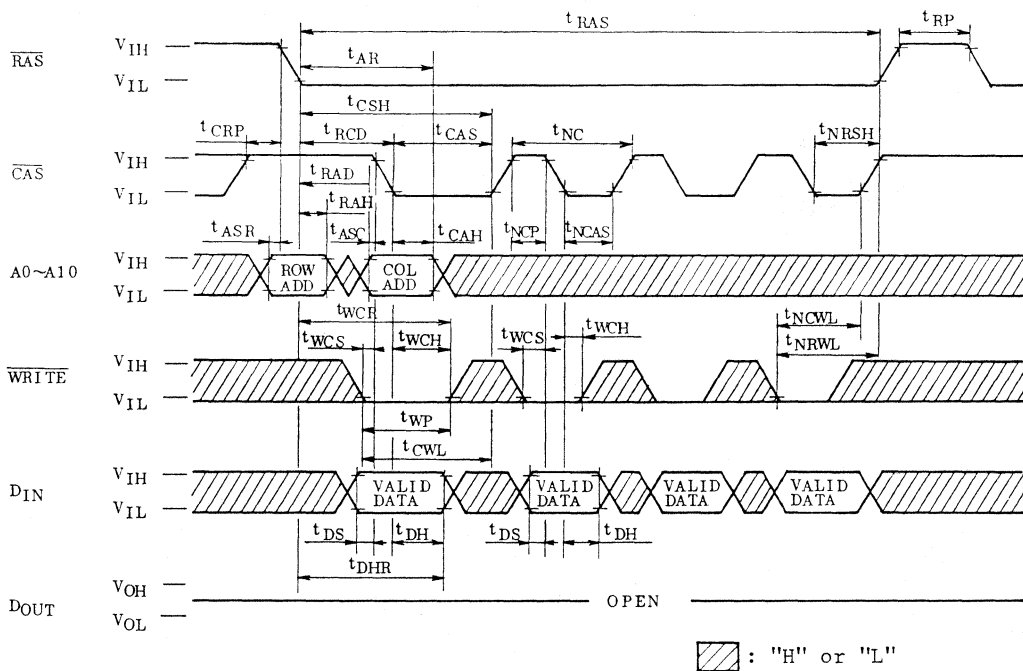 tRAS
tRP
RAS
VIH
VIL
tAR
tCSH
tCRP
tRCD
tCAS
tNC
tNRSH
CAS
VIH
VIL
tRAD
tRAH
tASR
tASC
tCAH
tNCP
tNCAS
A0~A10
VIH
VIL
ROW
ADD
COL
ADD
tWCR
tNCWL
tWCS
tWCH
tWCS
tWCH
tNRWL
WRITE
VIH
VIL
tWP
tCWL
DIN
VIH
VIL
VALID
DATA
VALID
DATA
VALID
DATA
VALID
DATA
tDS
tDH
tDS
tDH
tDHR
DOUT
VOH
VOL
OPEN
: "H" or "L"